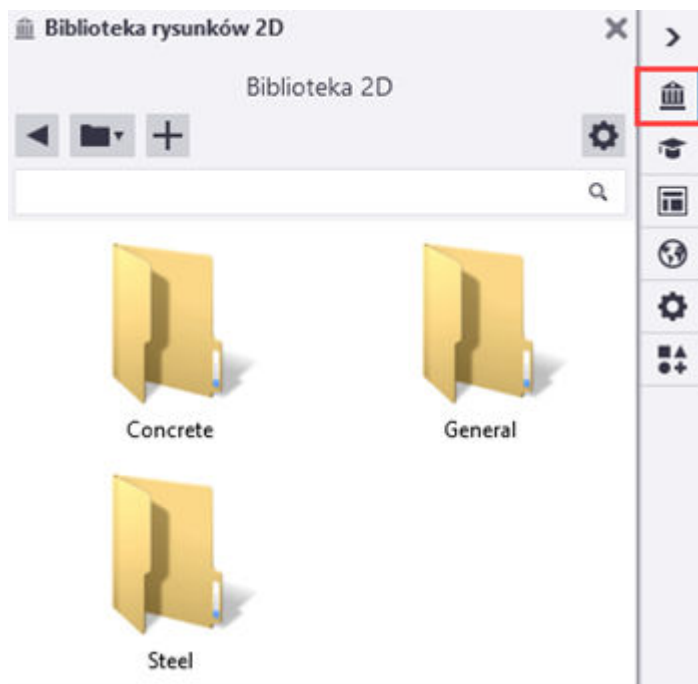 Biblioteka rysunków 2D
Biblioteka 2D
Concrete
General
Steel